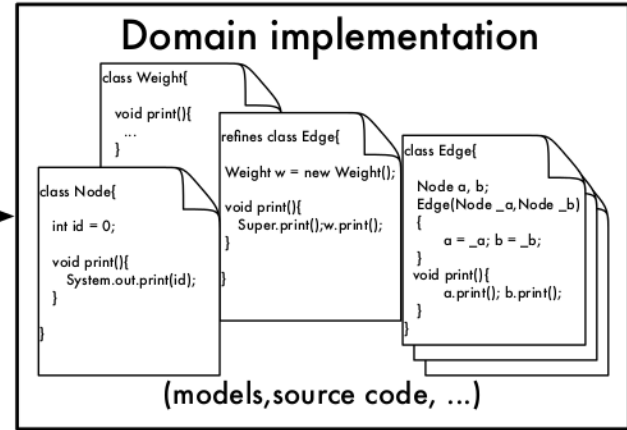 Domain implementation
class Weight{
void print(){
...
}
class Node{
int id = 0;
void print(){
System.out.print(id);
}
}
refines class Edge{
Weight w = new Weight();
void print(){
Super.print();w.print();
}
}
class Edge{
Node a, b;
Edge(Node _a,Node _b)
{
a = _a; b = _b;
}
void print(){
a.print(); b.print();
}
}
(models,source code, ...)